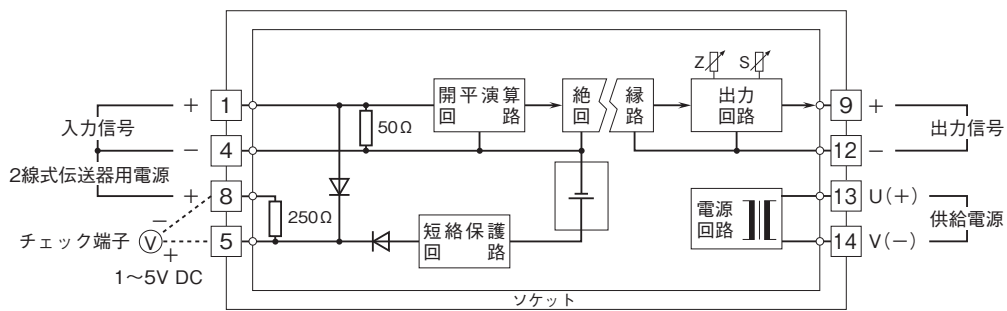 入力信号
2線式伝送器用電源
チェック端子
1～5V DC
+
−
+
−
+
V
1
4
8
5
50Ω
250Ω
開平演算
回　　路
絶
回
縁
路
Z
S
出力
回路
短絡保護
回　　路
電源
回路
9
12
13
14
+
−
U(+)
V(−)
出力信号
供給電源
ソケット